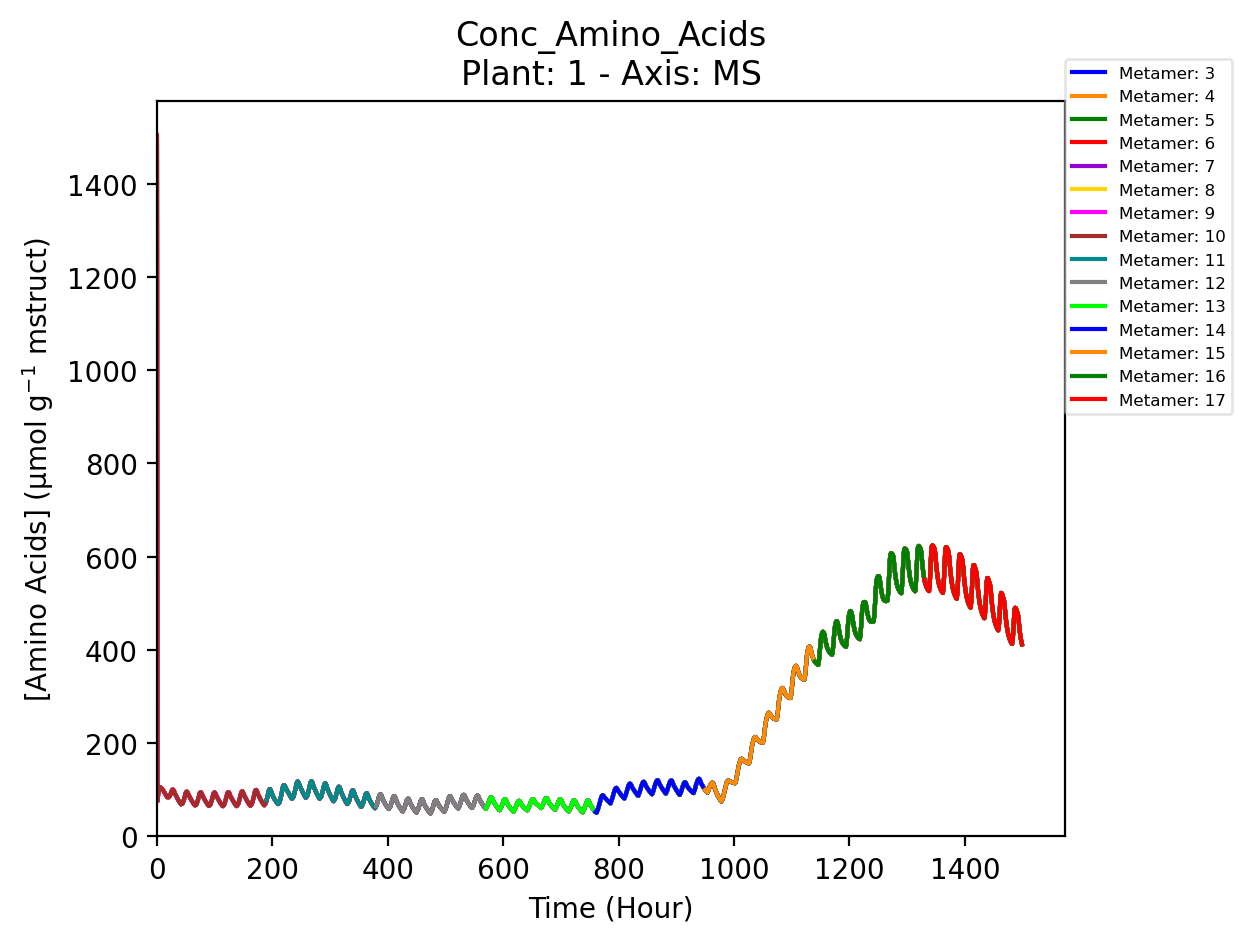 Conc_Amino_Acids
Plant: 1 - Axis: MS
[Amino Acids] (µmol g⁻¹ mstruct)
1400
1200
1000
800
600
400
200
0
0 200 400 600 800 1000 1200 1400
Time (Hour)
Metamer: 3
Metamer: 4
Metamer: 5
Metamer: 6
Metamer: 7
Metamer: 8
Metamer: 9
Metamer: 10
Metamer: 11
Metamer: 12
Metamer: 13
Metamer: 14
Metamer: 15
Metamer: 16
Metamer: 17